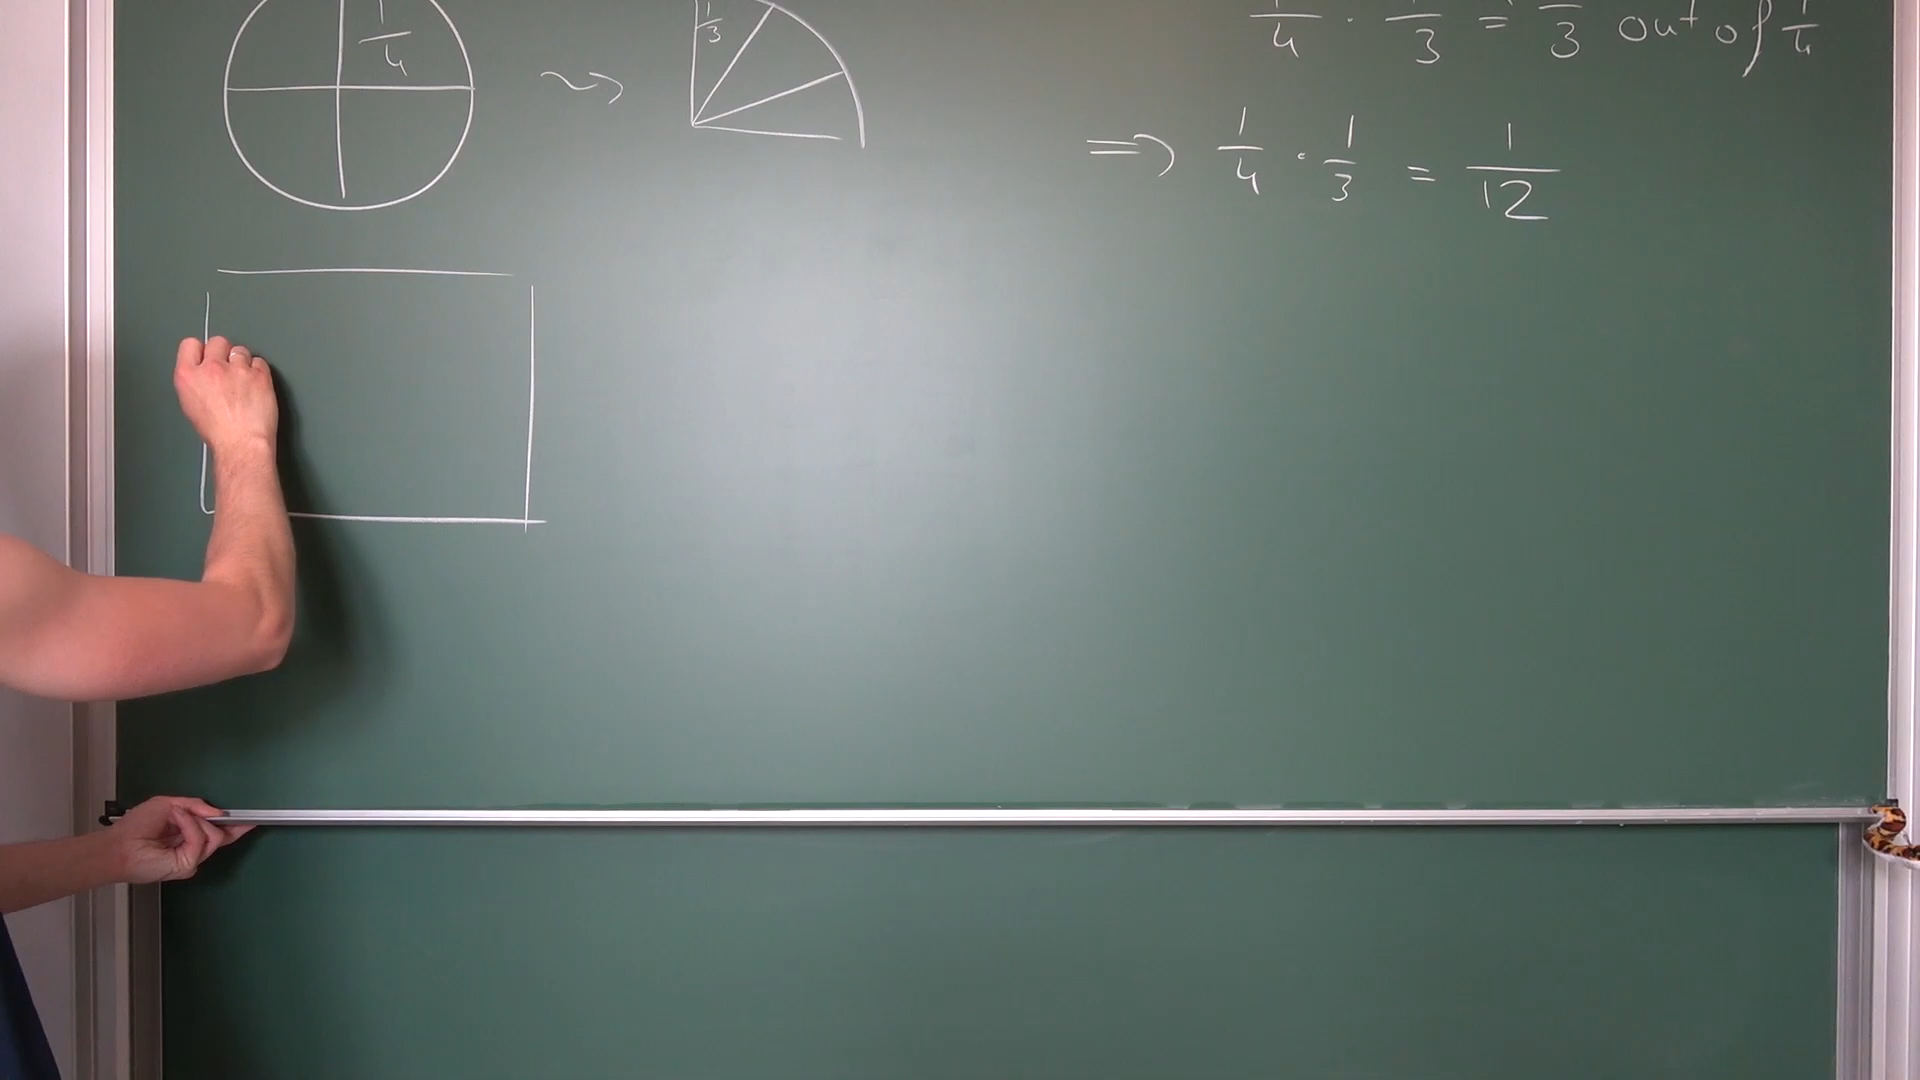 1/4
1/3
1/4 · 1/3 = 1/3 out of 1/4
⇒ 1/4 · 1/3 = 1/12